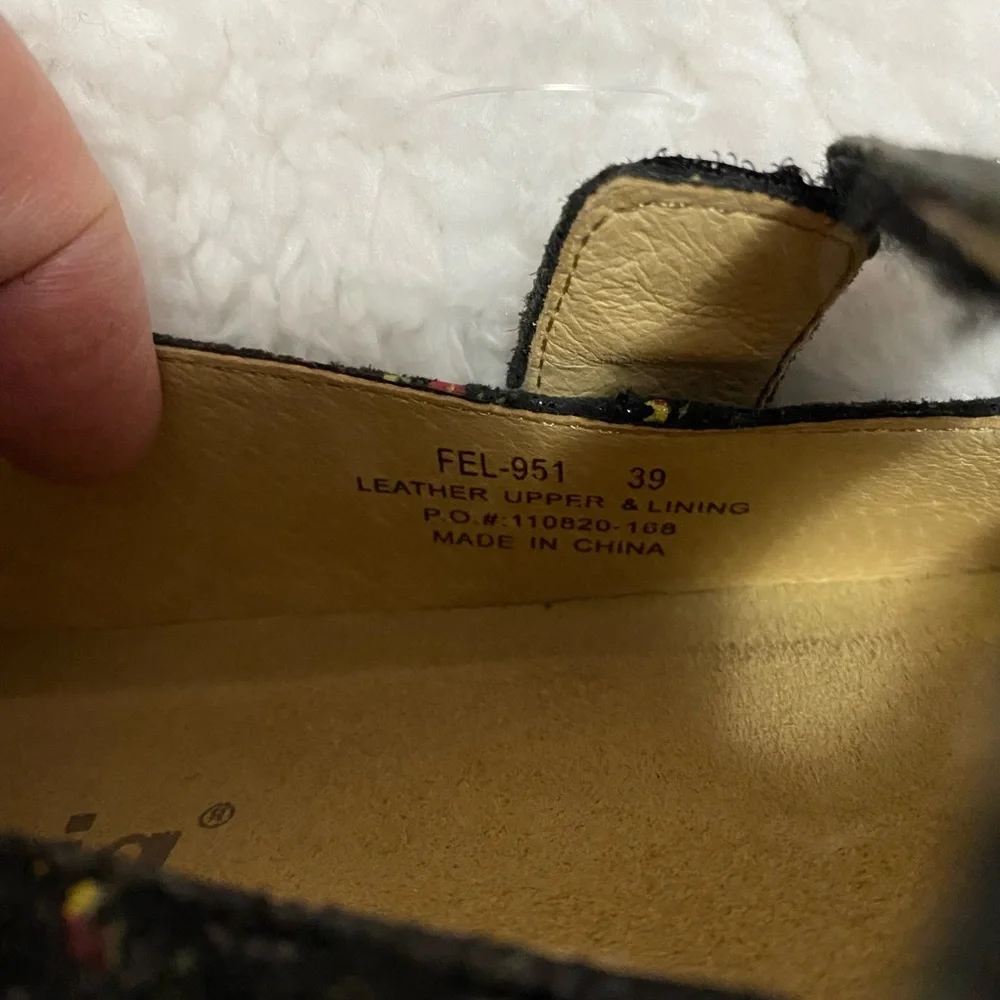 FEL-951 39
LEATHER UPPER & LINING
P.O.#:110820-168
MADE IN CHINA
®